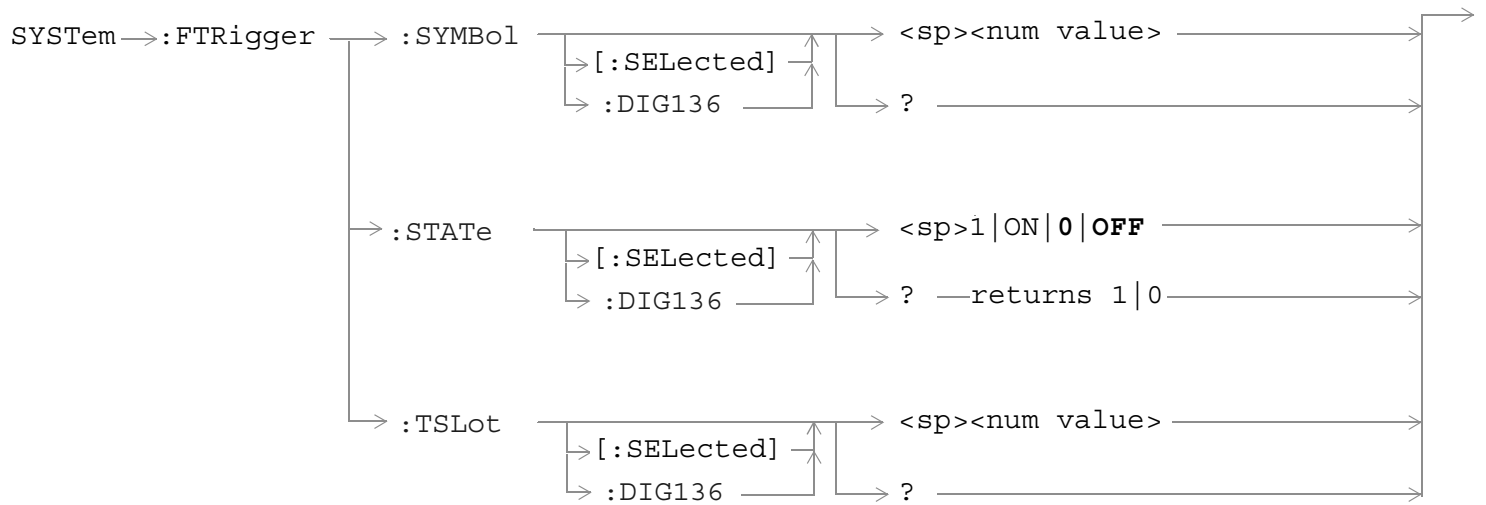 SYSTem :FTRigger :SYMBol <sp><num value>
[:SELected]
:DIG136 ?
:STATe <sp>1|ON|0|OFF
[:SELected]
:DIG136 ? returns 1|0
:TSLot <sp><num value>
[:SELected]
:DIG136 ?